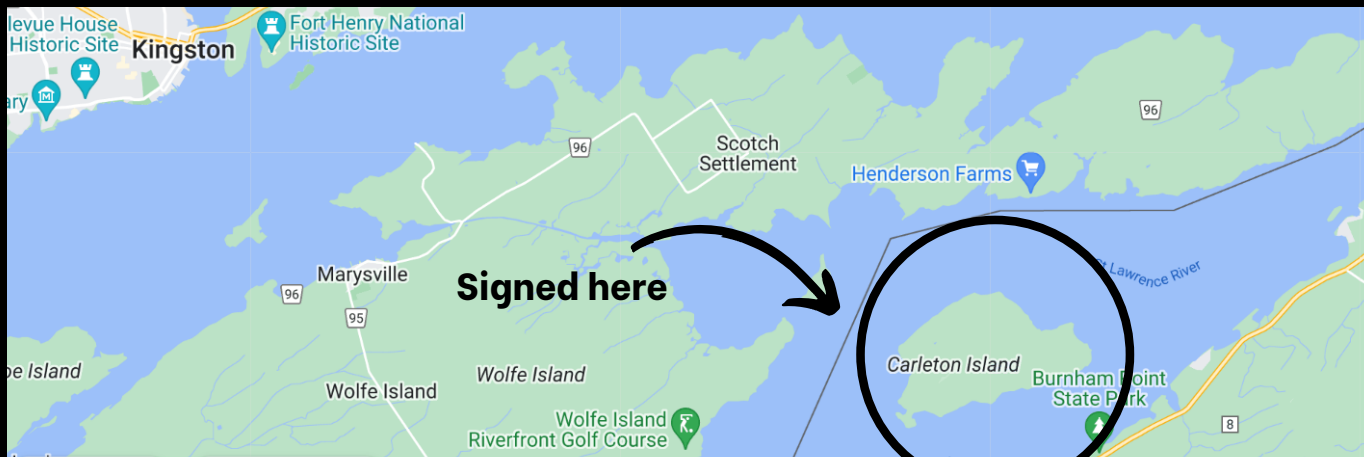 levue House
Historic Site
Kingston
Fort Henry National
Historic Site
ary
96
96
Scotch
Settlement
Henderson Farms
St Lawrence River
Marysville
Signed here
96
95
Carleton Island
oe Island
Wolfe Island
Wolfe Island
Burnham Point
State Park
Wolfe Island
Riverfront Golf Course
8